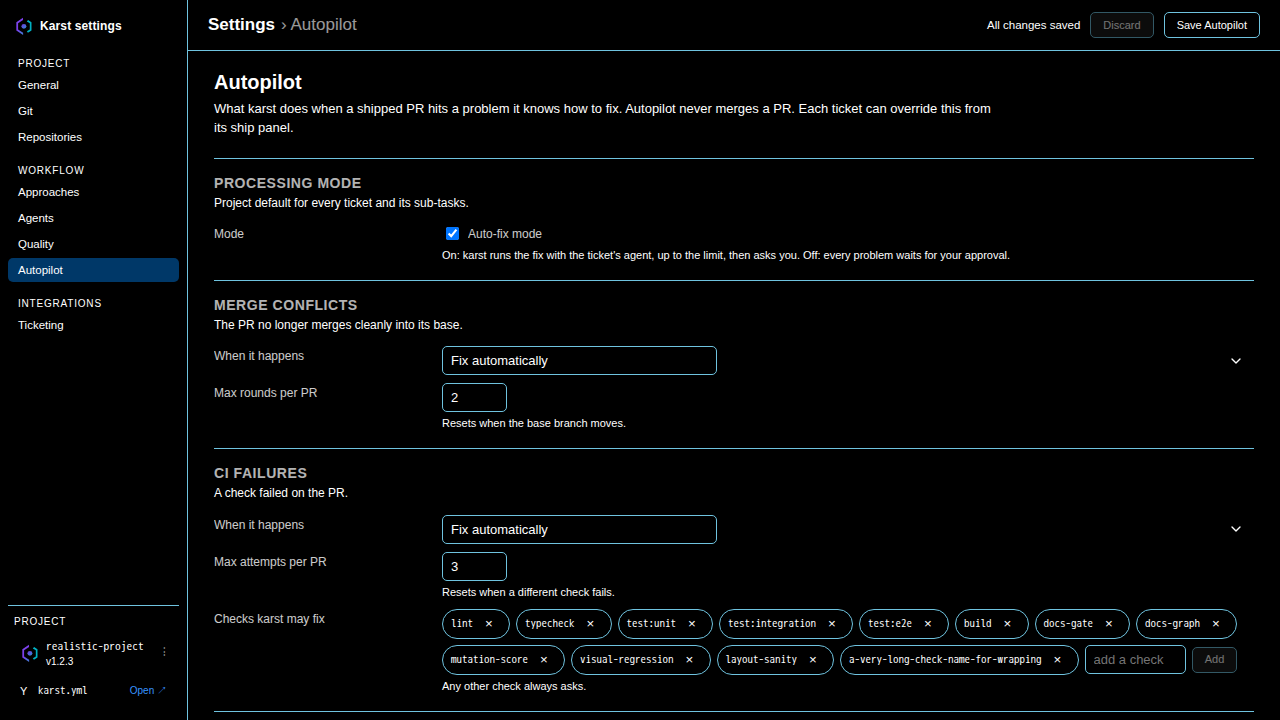 Karst settings
PROJECT
General
Git
Repositories
WORKFLOW
Approaches
Agents
Quality
Autopilot
INTEGRATIONS
Ticketing
PROJECT
realistic-project
v1.2.3
Y karst.yml Open ↗
Settings › Autopilot
All changes saved Discard Save Autopilot
Autopilot
What karst does when a shipped PR hits a problem it knows how to fix. Autopilot never merges a PR. Each ticket can override this from
its ship panel.
PROCESSING MODE
Project default for every ticket and its sub-tasks.
Mode Auto-fix mode
On: karst runs the fix with the ticket's agent, up to the limit, then asks you. Off: every problem waits for your approval.
MERGE CONFLICTS
The PR no longer merges cleanly into its base.
When it happens Fix automatically
Max rounds per PR 2
Resets when the base branch moves.
CI FAILURES
A check failed on the PR.
When it happens Fix automatically
Max attempts per PR 3
Resets when a different check fails.
Checks karst may fix lint × typecheck × test:unit × test:integration × test:e2e × build × docs-gate × docs-graph ×
mutation-score × visual-regression × layout-sanity × a-very-long-check-name-for-wrapping × add a check Add
Any other check always asks.